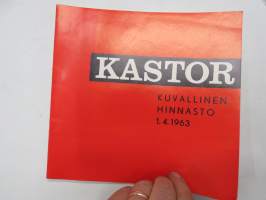 KASTOR
KUVALLINEN
HINNASTO
1.4.1963